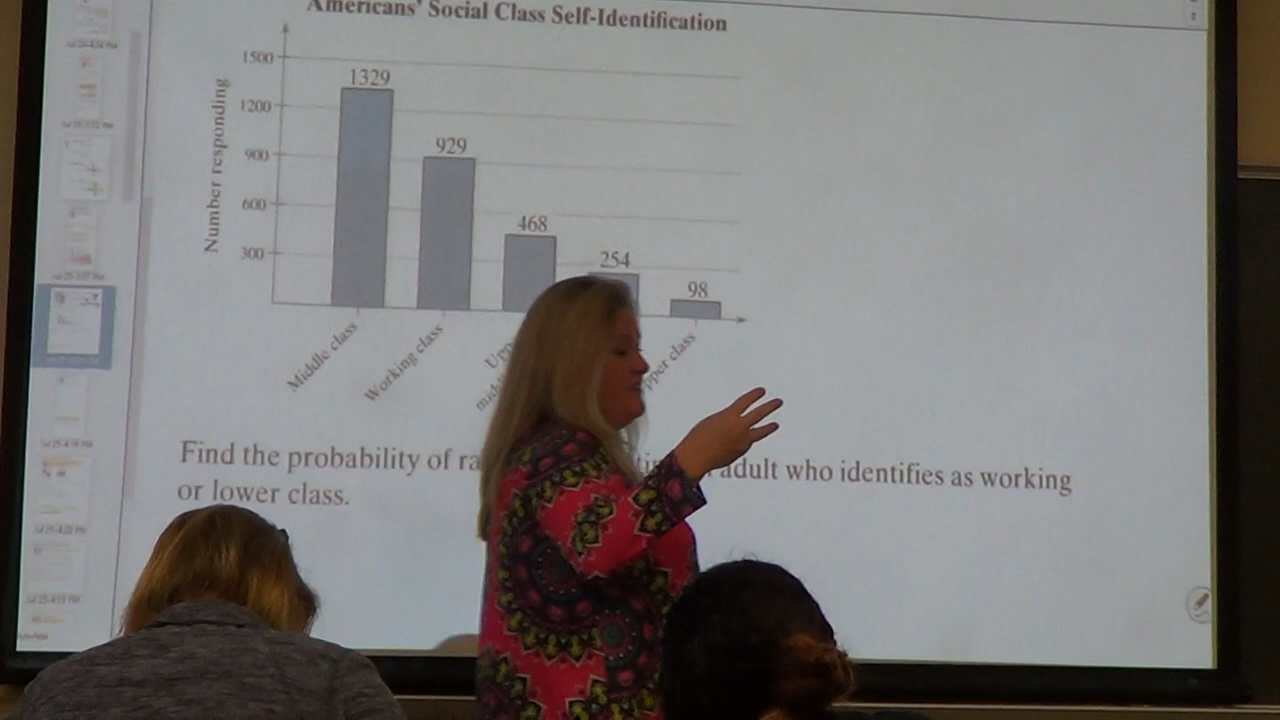 Americans' Social Class Self-Identification
Number responding
1500
1200
900
600
300
1329
929
468
254
98
Middle class
Working class
Find the probability of adult who identifies as working
or lower class.